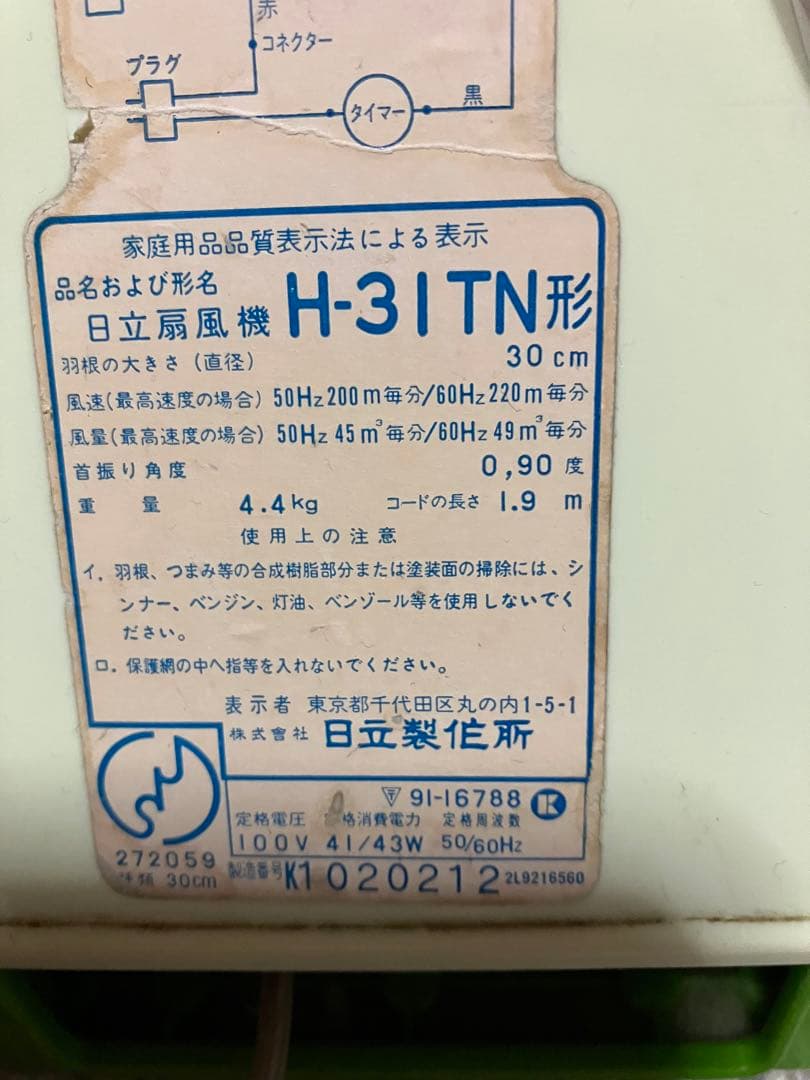 赤
コネクター
プラグ
タイマー
黒
家庭用品品質表示法による表示
品名および形名
日立扇風機 H-31TN形
羽根の大きさ(直径) 30cm
風速(最高速度の場合) 50Hz 200m毎分/60Hz 220m毎分
風量(最高速度の場合) 50Hz 45m³毎分/60Hz 49m³毎分
首振り角度 0,90度
重量 4.4kg コードの長さ 1.9m
使用上の注意
イ. 羽根、つまみ等の合成樹脂部分または塗装面の掃除には、シ
ンナー、ベンジン、灯油、ベンゾール等を使用しないでく
ださい。
ロ. 保護網の中へ指等を入れないでください。
表示者 東京都千代田区丸の内1-5-1
株式會社 日立製作所
〒 91-16788 K
定格電圧 格消費電力 定格周波数
100V 41/43W 50/60Hz
272059
種類 30cm
製造番号 K1 020212 2L9216560